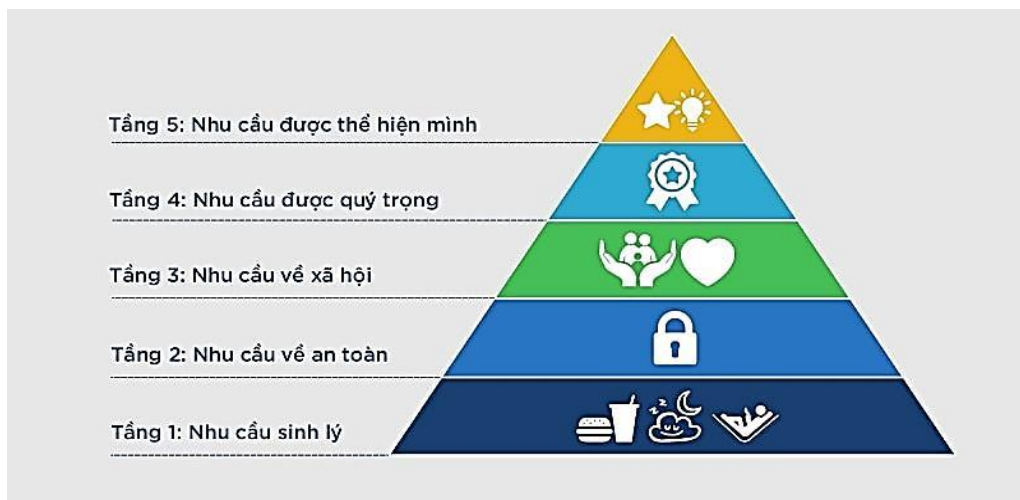 Tầng 5: Nhu cầu được thể hiện mình
Tầng 4: Nhu cầu được quý trọng
Tầng 3: Nhu cầu về xã hội
Tầng 2: Nhu cầu về an toàn
Tầng 1: Nhu cầu sinh lý